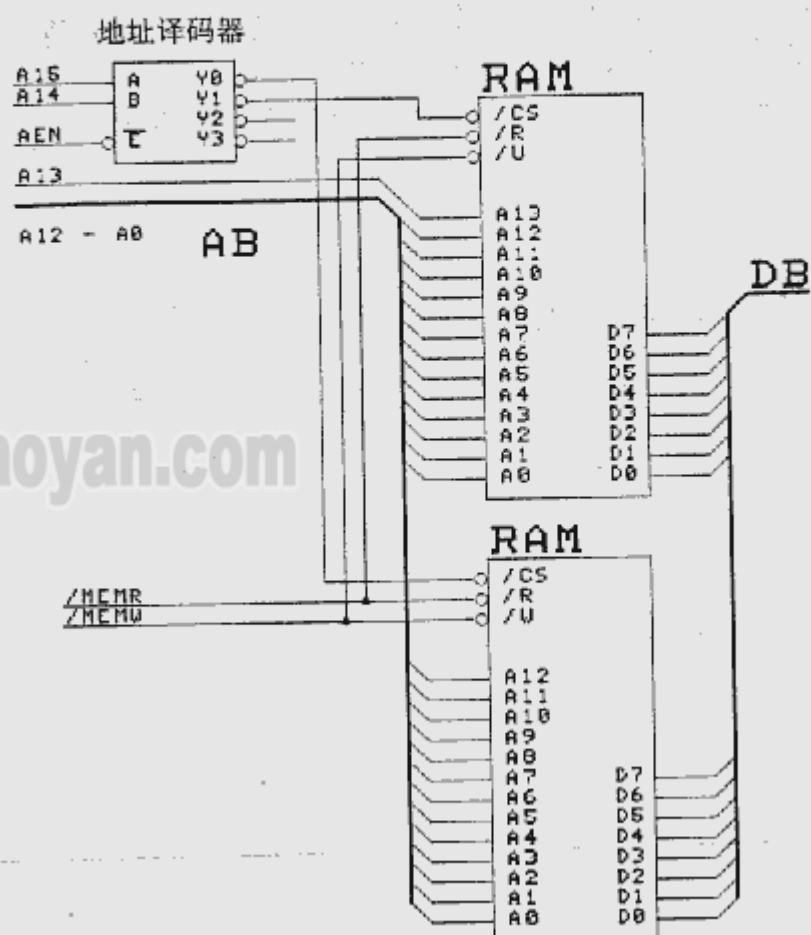 地址译码器
A15
A14
AEN
A13
A12 - A0
AB
A
B
E
Y0
Y1
Y2
Y3
RAM
/CS
/R
/W
A13
A12
A11
A10
A9
A8
A7
A6
A5
A4
A3
A2
A1
A0
D7
D6
D5
D4
D3
D2
D1
D0
DB
aoyan.com
RAM
/CS
/R
/W
/MEMR
/MEMW
A12
A11
A10
A9
A8
A7
A6
A5
A4
A3
A2
A1
A0
D7
D6
D5
D4
D3
D2
D1
D0